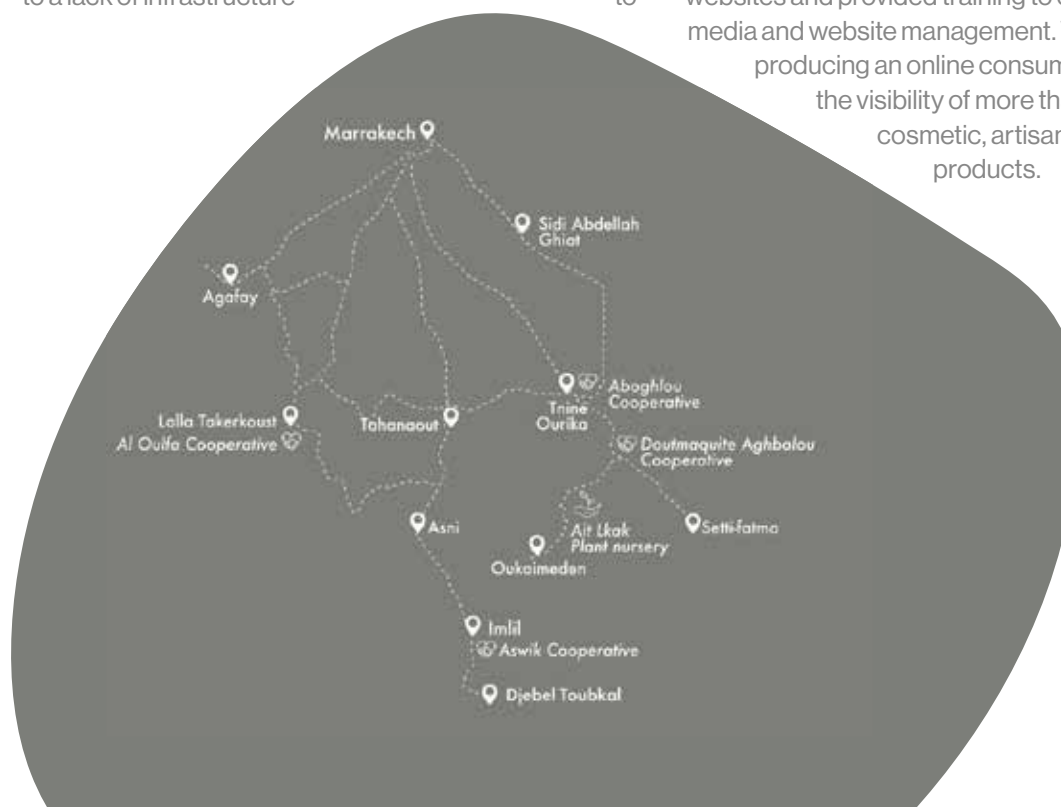 to a lack of infrastructure
to
websites and provided training to
media and website management.
producing an online consum
the visibility of more th
cosmetic, artisan
products.
Marrakech
Sidi Abdellah
Ghiat
Agafay
Aboghlou
Cooperative
Tnine
Ourika
Lalla Takerkoust
Al Oulfa Cooperative
Tahanaout
Doutmaquite Aghbalou
Cooperative
Asni
Ait Lkak
Plant nursery
Setti-fatma
Oukaimeden
Imlil
Aswik Cooperative
Djebel Toubkal